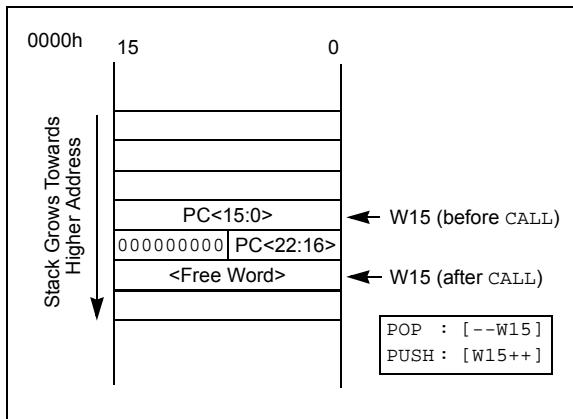 0000h
15
0
Stack Grows Towards
Higher Address
PC<15:0>
W15 (before CALL)
000000000
PC<22:16>
<Free Word>
W15 (after CALL)
POP : [--W15]
PUSH : [W15++]